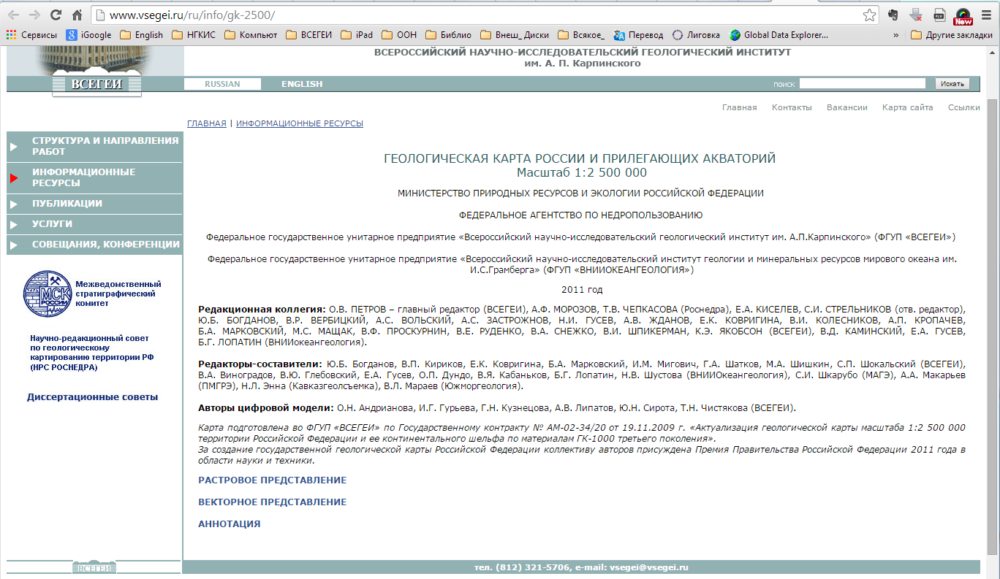 www.vsegei.ru/ru/info/gk-2500/
New
Сервисы iGoogle English НГКИС Компьют ВСЕГЕИ iPad ООН Библио Внеш_Диски Всякое_ Перевод Лиговка Global Data Explorer... » Другие закладки
ВСЕРОССИЙСКИЙ НАУЧНО-ИССЛЕДОВАТЕЛЬСКИЙ ГЕОЛОГИЧЕСКИЙ ИНСТИТУТ
им. А. П. Карпинского
ВСЕГЕИ RUSSIAN ENGLISH поиск Искать
Главная Контакты Вакансии Карта сайта Ссылки
ГЛАВНАЯ | ИНФОРМАЦИОННЫЕ РЕСУРСЫ
СТРУКТУРА И НАПРАВЛЕНИЯ
РАБОТ
ИНФОРМАЦИОННЫЕ
РЕСУРСЫ
ПУБЛИКАЦИИ
УСЛУГИ
СОВЕЩАНИЯ, КОНФЕРЕНЦИИ
МСК
РОССИИ
Межведомственный
стратиграфический
комитет
Научно-редакционный совет
по геологическому
картированию территории РФ
(НРС РОСНЕДРА)
Диссертационные советы
ГЕОЛОГИЧЕСКАЯ КАРТА РОССИИ И ПРИЛЕГАЮЩИХ АКВАТОРИЙ
Масштаб 1:2 500 000
МИНИСТЕРСТВО ПРИРОДНЫХ РЕСУРСОВ И ЭКОЛОГИИ РОССИЙСКОЙ ФЕДЕРАЦИИ
ФЕДЕРАЛЬНОЕ АГЕНТСТВО ПО НЕДРОПОЛЬЗОВАНИЮ
Федеральное государственное унитарное предприятие «Всероссийский научно-исследовательский геологический институт им. А.П.Карпинского» (ФГУП «ВСЕГЕИ»)
Федеральное государственное унитарное предприятие «Всероссийский научно-исследовательский институт геологии и минеральных ресурсов мирового океана им.
И.С.Грамберга» (ФГУП «ВНИИОКЕАНГЕОЛОГИЯ»)
2011 год
Редакционная коллегия: О.В. ПЕТРОВ – главный редактор (ВСЕГЕИ), А.Ф. МОРОЗОВ, Т.В. ЧЕПКАСОВА (Роснедра), Е.А. КИСЕЛЕВ, С.И. СТРЕЛЬНИКОВ (отв. редактор),
Ю.Б. БОГДАНОВ, В.Р. ВЕРБИЦКИЙ, А.С. ВОЛЬСКИЙ, А.С. ЗАСТРОЖНОВ, Н.И. ГУСЕВ, А.В. ЖДАНОВ, Е.К. КОВРИГИНА, В.И. КОЛЕСНИКОВ, А.П. КРОПАЧЕВ,
Б.А. МАРКОВСКИЙ, М.С. МАЩАК, В.Ф. ПРОСКУРНИН, В.Е. РУДЕНКО, В.А. СНЕЖКО, В.И. ШПИКЕРМАН, К.Э. ЯКОБСОН (ВСЕГЕИ), В.Д. КАМИНСКИЙ, Е.А. ГУСЕВ,
Б.Г. ЛОПАТИН (ВНИИокеангеология).
Редакторы-составители: Ю.Б. Богданов, В.П. Кириков, Е.К. Ковригина, Б.А. Марковский, И.М. Мигович, Г.А. Шатков, М.А. Шишкин, С.П. Шокальский (ВСЕГЕИ),
В.А. Виноградов, В.Ю. Глебовский, Е.А. Гусев, О.П. Дундо, В.Я. Кабаньков, Б.Г. Лопатин, Н.В. Шустова (ВНИИОкеангеология), С.И. Шкарубо (МАГЭ), А.А. Макарьев
(ПМГРЭ), Н.Л. Энна (Кавказгеолсъемка), В.Л. Мараев (Южморгеология).
Авторы цифровой модели: О.Н. Андрианова, И.Г. Гурьева, Г.Н. Кузнецова, А.В. Липатов, Ю.Н. Сирота, Т.Н. Чистякова (ВСЕГЕИ).
Карта подготовлена во ФГУП «ВСЕГЕИ» по Государственному контракту № АМ-02-34/20 от 19.11.2009 г. «Актуализация геологической карты масштаба 1:2 500 000
территории Российской Федерации и ее континентального шельфа по материалам ГК-1000 третьего поколения».
За создание государственной геологической карты Российской Федерации коллективу авторов присуждена Премия Правительства Российской Федерации 2011 года в
области науки и техники.
РАСТРОВОЕ ПРЕДСТАВЛЕНИЕ
ВЕКТОРНОЕ ПРЕДСТАВЛЕНИЕ
АННОТАЦИЯ
ВСЕГЕИ тел. (812) 321-5706, e-mail: vsegei@vsegei.ru